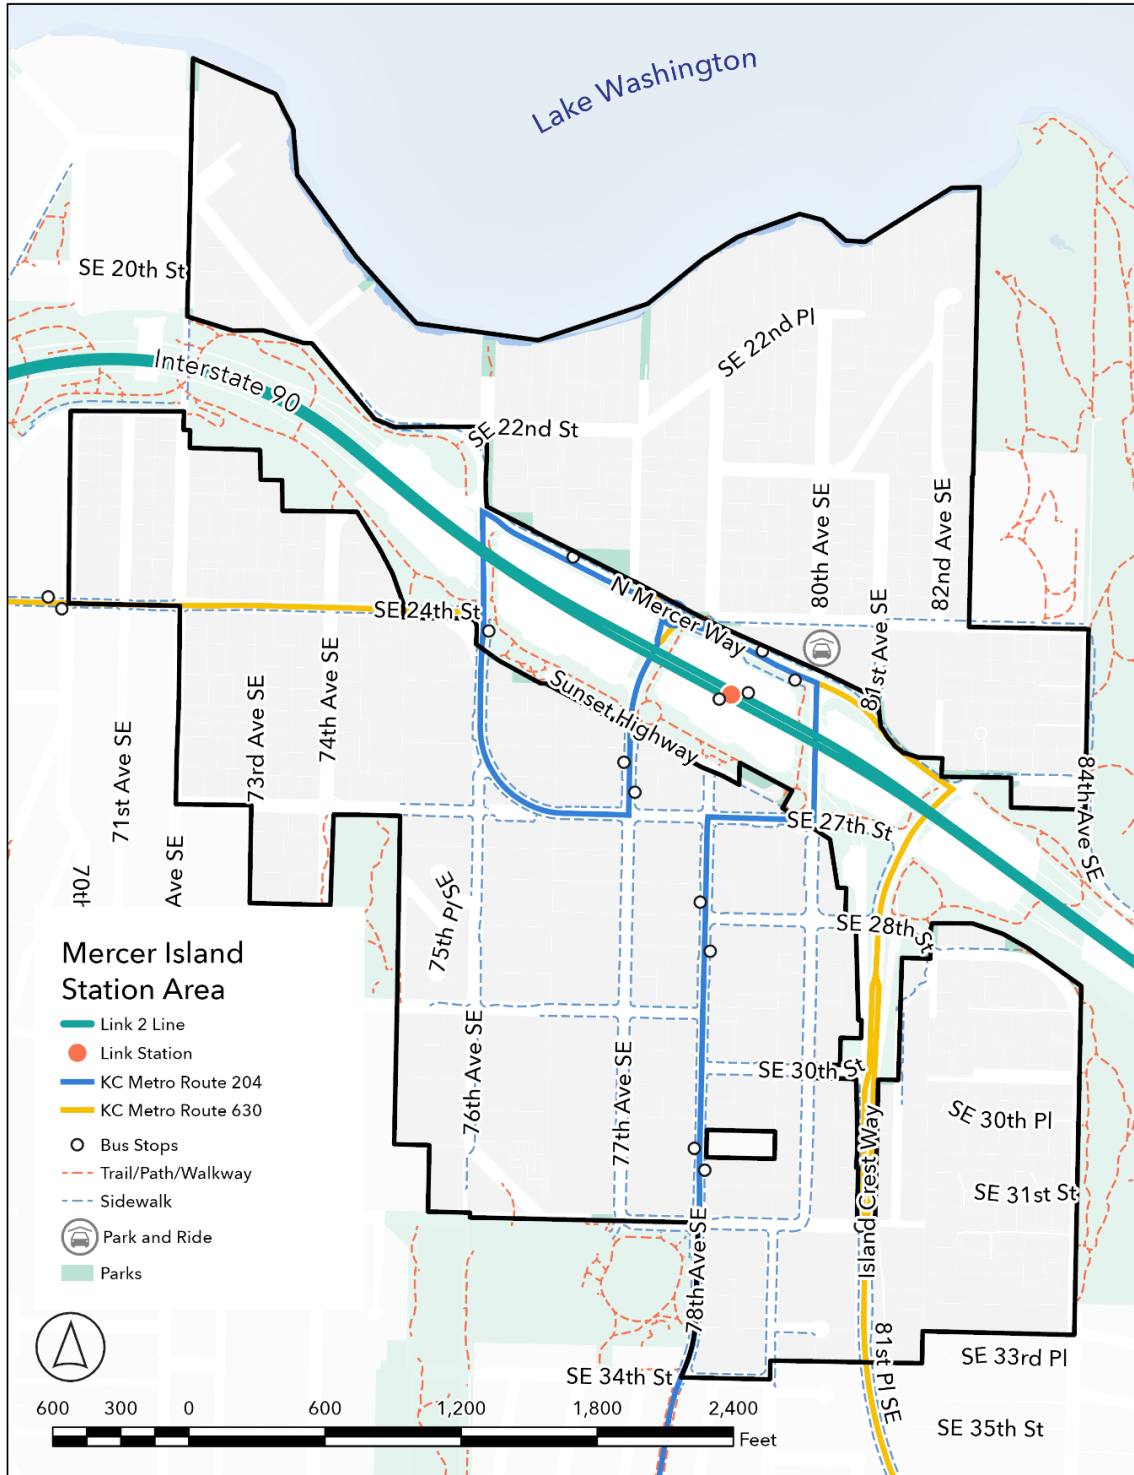 Lake Washington
SE 20th St
Interstate 90
SE 22nd Pl
SE 22nd St
80th Ave SE
82nd Ave SE
N Mercer Way
SE 24th St
81st Ave SE
74th Ave SE
73rd Ave SE
Sunset Highway
71st Ave SE
84th Ave SE
SE 27th St
70th
Ave SE
75th Pl SE
SE 28th St
Mercer Island
Station Area
Link 2 Line
Link Station
KC Metro Route 204
KC Metro Route 630
Bus Stops
Trail/Path/Walkway
Sidewalk
Park and Ride
Parks
76th Ave SE
77th Ave SE
SE 30th St
SE 30th Pl
SE 31st St
Island Crest Way
78th Ave SE
81st Pl SE
SE 33rd Pl
SE 34th St
SE 35th St
600 300 0 600 1,200 1,800 2,400
Feet